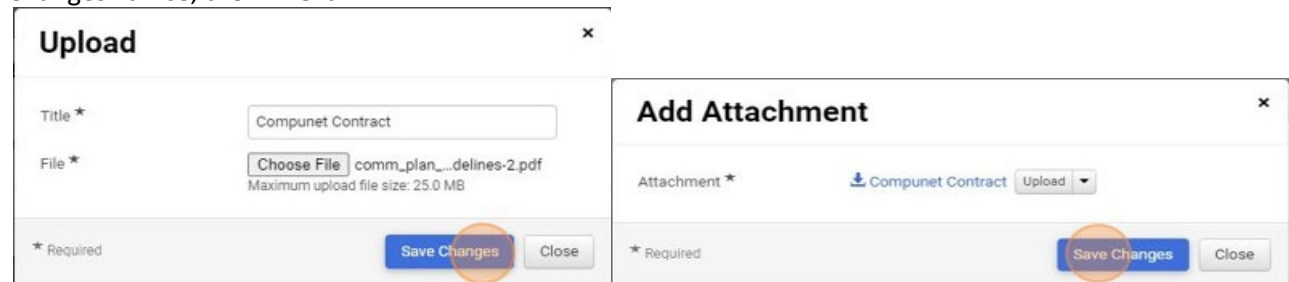 Upload
×
Title ★
Compunet Contract
File ★
Choose File comm_plan_...delines-2.pdf
Maximum upload file size: 25.0 MB
★ Required
Save Changes
Close
Add Attachment
×
Attachment ★
Compunet Contract
Upload
★ Required
Save Changes
Close